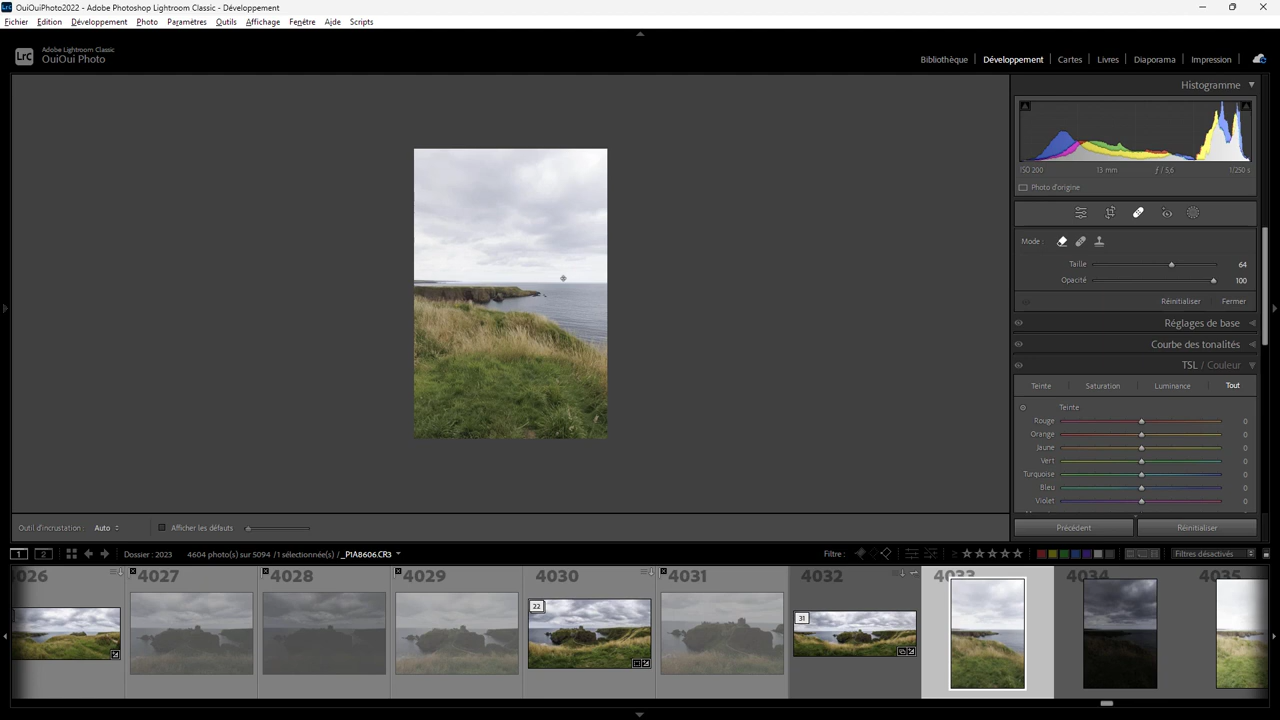 OuiOuiPhoto2022 - Adobe Photoshop Lightroom Classic - Développement
Fichier Edition Développement Photo Paramètres Outils Affichage Fenêtre Aide Scripts
Lrc
Adobe Lightroom Classic
OuiOui Photo
Bibliothèque Développement Cartes Livres Diaporama Impression
Histogramme
ISO 200 13 mm ƒ / 5,6 1/250 s
Photo d'origine
Mode :
Taille 64
Opacité 100
Réinitialiser Fermer
Réglages de base
Courbe des tonalités
TSL / Couleur
Teinte Saturation Luminance Tout
Teinte
Rouge 0
Orange 0
Jaune 0
Vert 0
Turquoise 0
Bleu 0
Violet 0
Outil d'incrustation : Auto Afficher les défauts
Précédent Réinitialiser
1 2 Dossier : 2023 4604 photo(s) sur 5094 /1 sélectionnée(s) /_P1A8606.CR3 Filtre : Filtres désactivés
026 4027 4028 4029 4030 4031 4032 4033 4034 4035
22
31